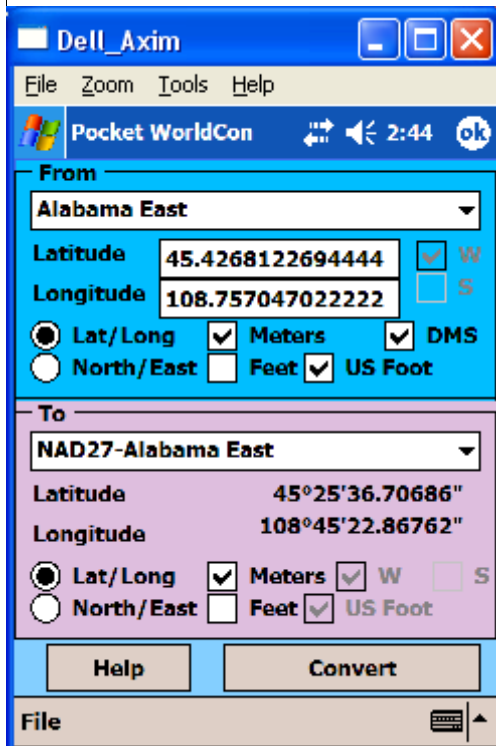 Dell_Axim
File Zoom Tools Help
Pocket WorldCon 2:44 ok
From
Alabama East
Latitude 45.4268122694444 W
Longitude 108.757047022222 S
Lat/Long Meters DMS
North/East Feet US Foot
To
NAD27-Alabama East
Latitude 45°25'36.70686"
Longitude 108°45'22.86762"
Lat/Long Meters W S
North/East Feet US Foot
Help Convert
File